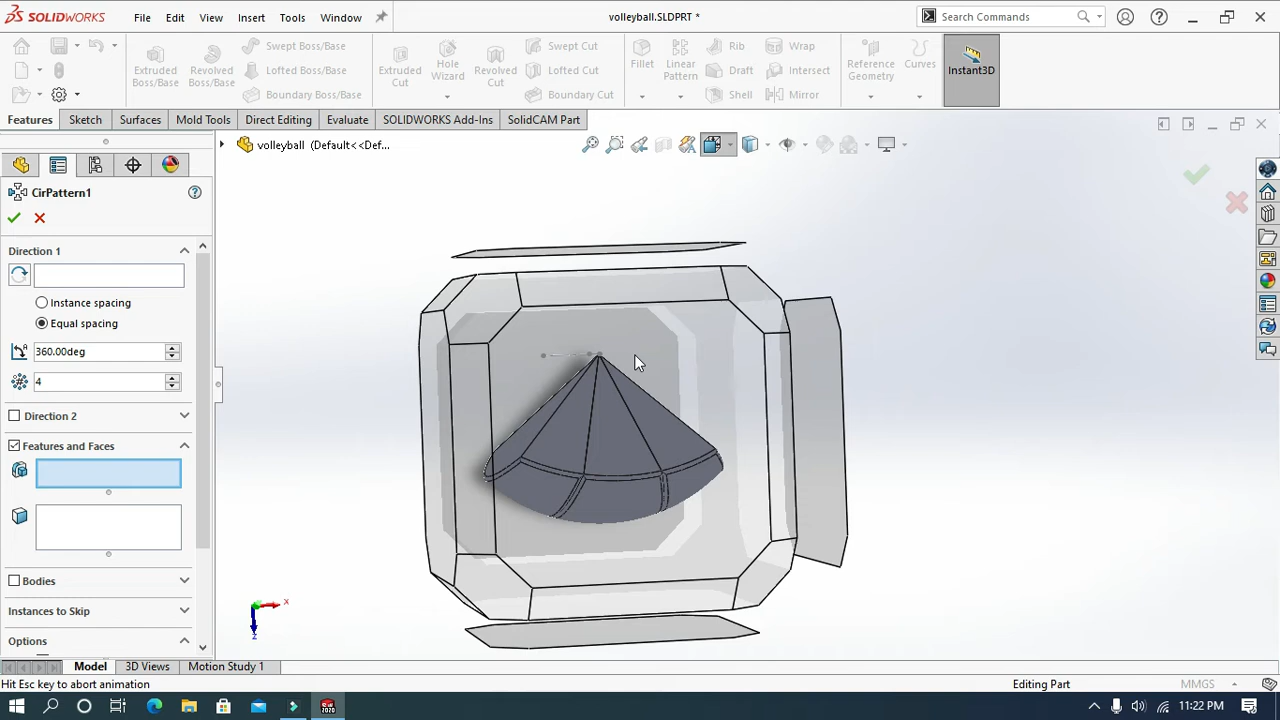 SOLIDWORKS File Edit View Insert Tools Window volleyball.SLDPRT * Search Commands
Extruded Boss/Base
Revolved Boss/Base
Swept Boss/Base
Lofted Boss/Base
Boundary Boss/Base
Extruded Cut
Hole Wizard
Revolved Cut
Swept Cut
Lofted Cut
Boundary Cut
Fillet
Linear Pattern
Rib
Draft
Shell
Wrap
Intersect
Mirror
Reference Geometry
Curves
Instant3D
Features Sketch Surfaces Mold Tools Direct Editing Evaluate SOLIDWORKS Add-Ins SolidCAM Part
volleyball (Default<<Def...
CirPattern1
Direction 1
Instance spacing
Equal spacing
360.00deg
4
Direction 2
Features and Faces
Bodies
Instances to Skip
Options
X
Z
Model 3D Views Motion Study 1
Hit Esc key to abort animation Editing Part MMGS
11:22 PM